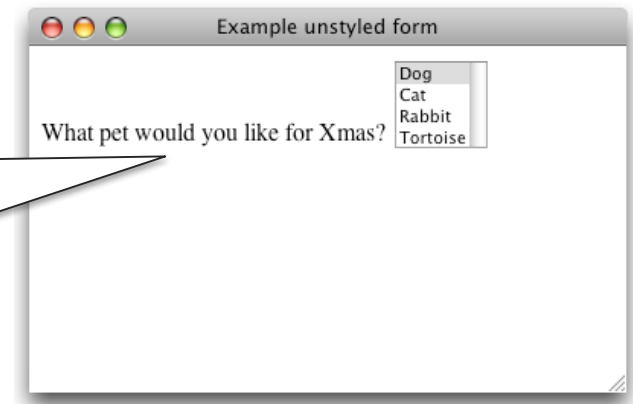 Example unstyled form
What pet would you like for Xmas?
Dog
Cat
Rabbit
Tortoise